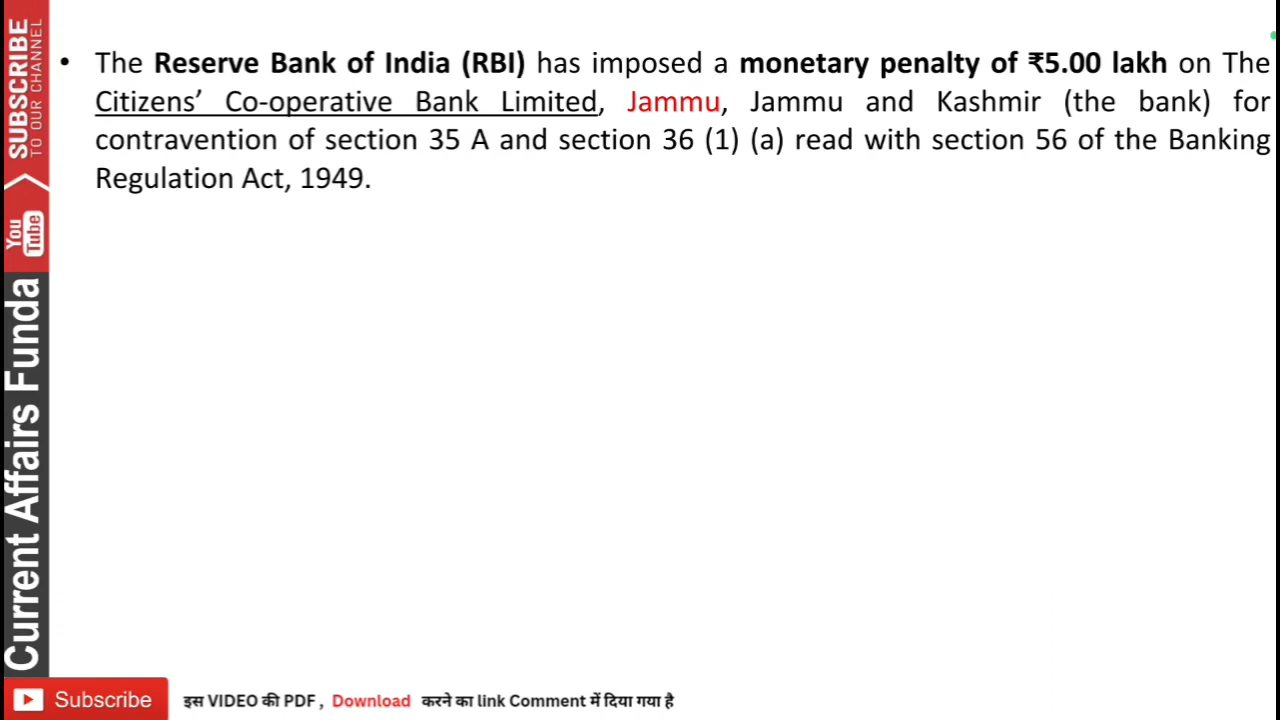 • The Reserve Bank of India (RBI) has imposed a monetary penalty of ₹5.00 lakh on The
Citizens’ Co-operative Bank Limited, Jammu, Jammu and Kashmir (the bank) for
contravention of section 35 A and section 36 (1) (a) read with section 56 of the Banking
Regulation Act, 1949.
SUBSCRIBE
TO OUR CHANNEL
You
Tube
Current Affairs Funda
Subscribe
इस VIDEO की PDF , Download करने का link Comment में दिया गया है